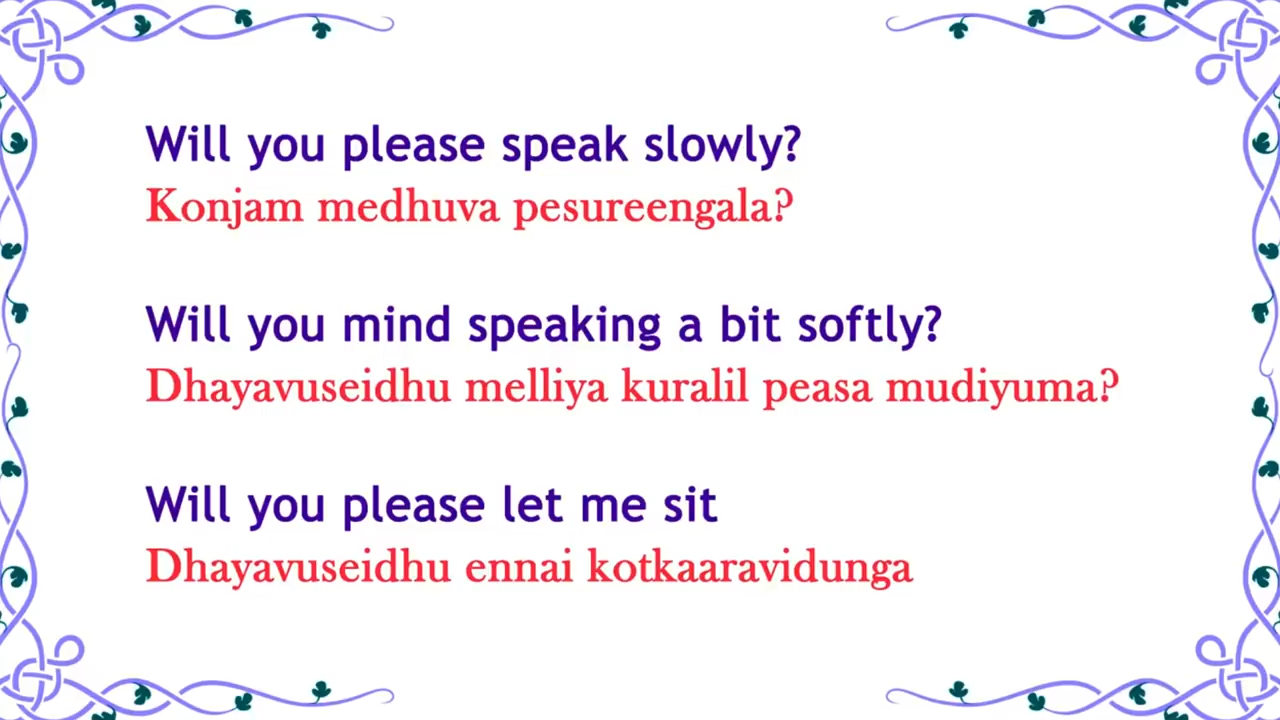 Will you please speak slowly?
Konjam medhuva pesureengala?
Will you mind speaking a bit softly?
Dhayavuseidhu melliya kuralil peasa mudiyuma?
Will you please let me sit
Dhayavuseidhu ennai kotkaaravidunga